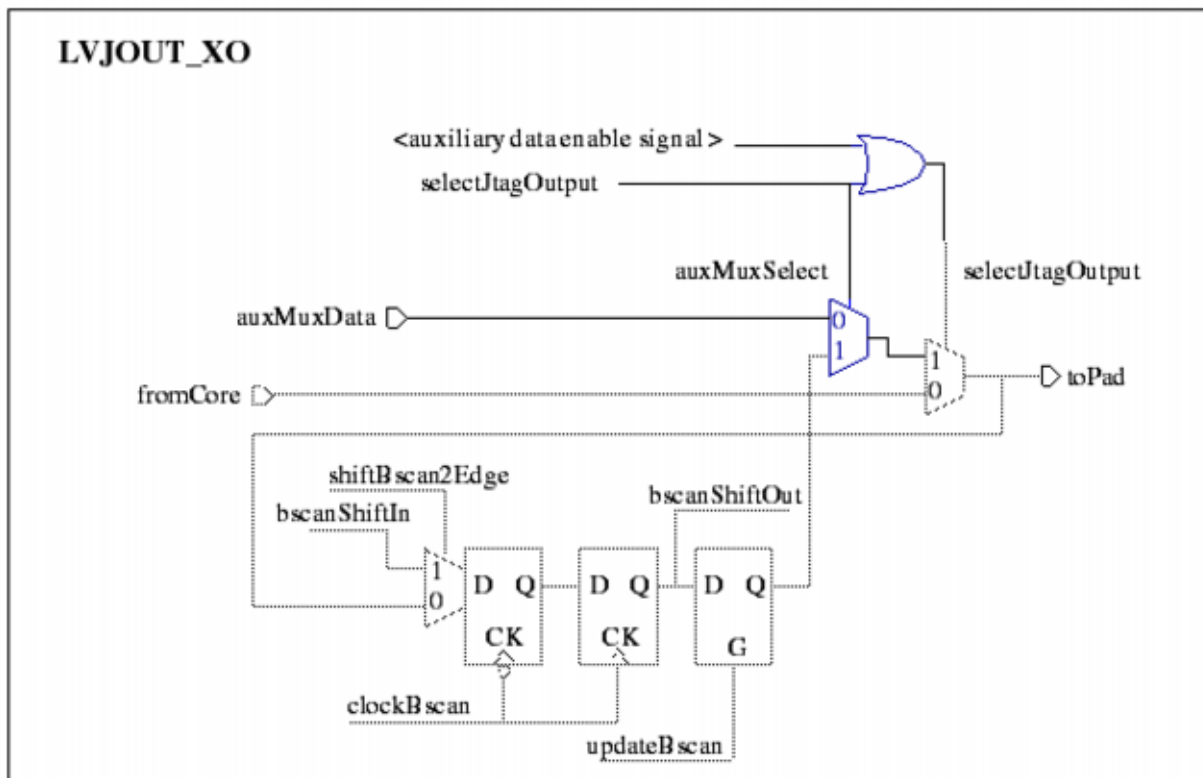 LVJOUT_XO
<auxiliary data enable signal>
selectJtagOutput
auxMuxSelect
selectJtagOutput
auxMuxData
0
1
1
toPad
fromCore
0
shiftBscan2Edge
bscanShiftIn
bscanShiftOut
1
D Q
D Q
D Q
0
CK
CK
G
clockBscan
updateBscan